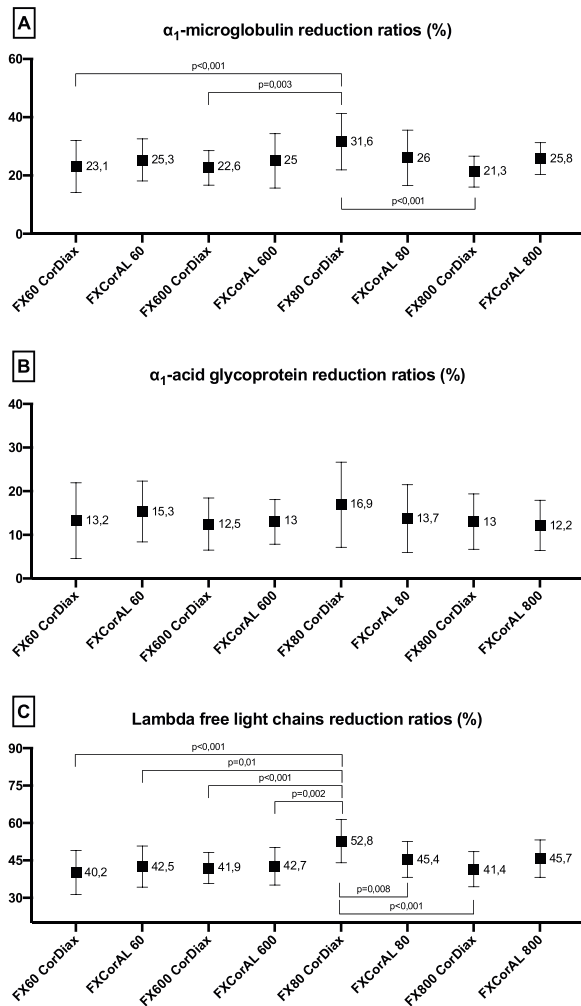 A
α1-microglobulin reduction ratios (%)
60
40
20
0
p<0,001
p=0,003
p<0,001
23,1
25,3
22,6
25
31,6
26
21,3
25,8
FX60 CorDiax
FXCorAL 60
FX600 CorDiax
FXCorAL 600
FX80 CorDiax
FXCorAL 80
FX800 CorDiax
FXCorAL 800
B
α1-acid glycoprotein reduction ratios (%)
40
30
20
10
0
13,2
15,3
12,5
13
16,9
13,7
13
12,2
FX60 CorDiax
FXCorAL 60
FX600 CorDiax
FXCorAL 600
FX80 CorDiax
FXCorAL 80
FX800 CorDiax
FXCorAL 800
C
Lambda free light chains reduction ratios (%)
90
75
60
45
30
p<0,001
p=0,01
p<0,001
p=0,002
p=0,008
p<0,001
40,2
42,5
41,9
42,7
52,8
45,4
41,4
45,7
FX60 CorDiax
FXCorAL 60
FX600 CorDiax
FXCorAL 600
FX80 CorDiax
FXCorAL 80
FX800 CorDiax
FXCorAL 800